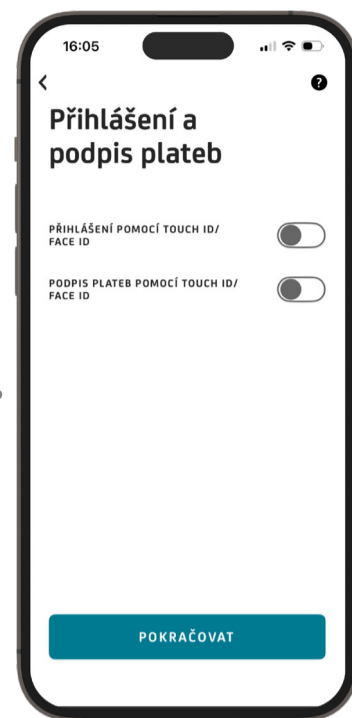 16:05
Přihlášení a
podpis plateb
PŘIHLÁŠENÍ POMOCÍ TOUCH ID/
FACE ID
PODPIS PLATEB POMOCÍ TOUCH ID/
FACE ID
POKRAČOVAT